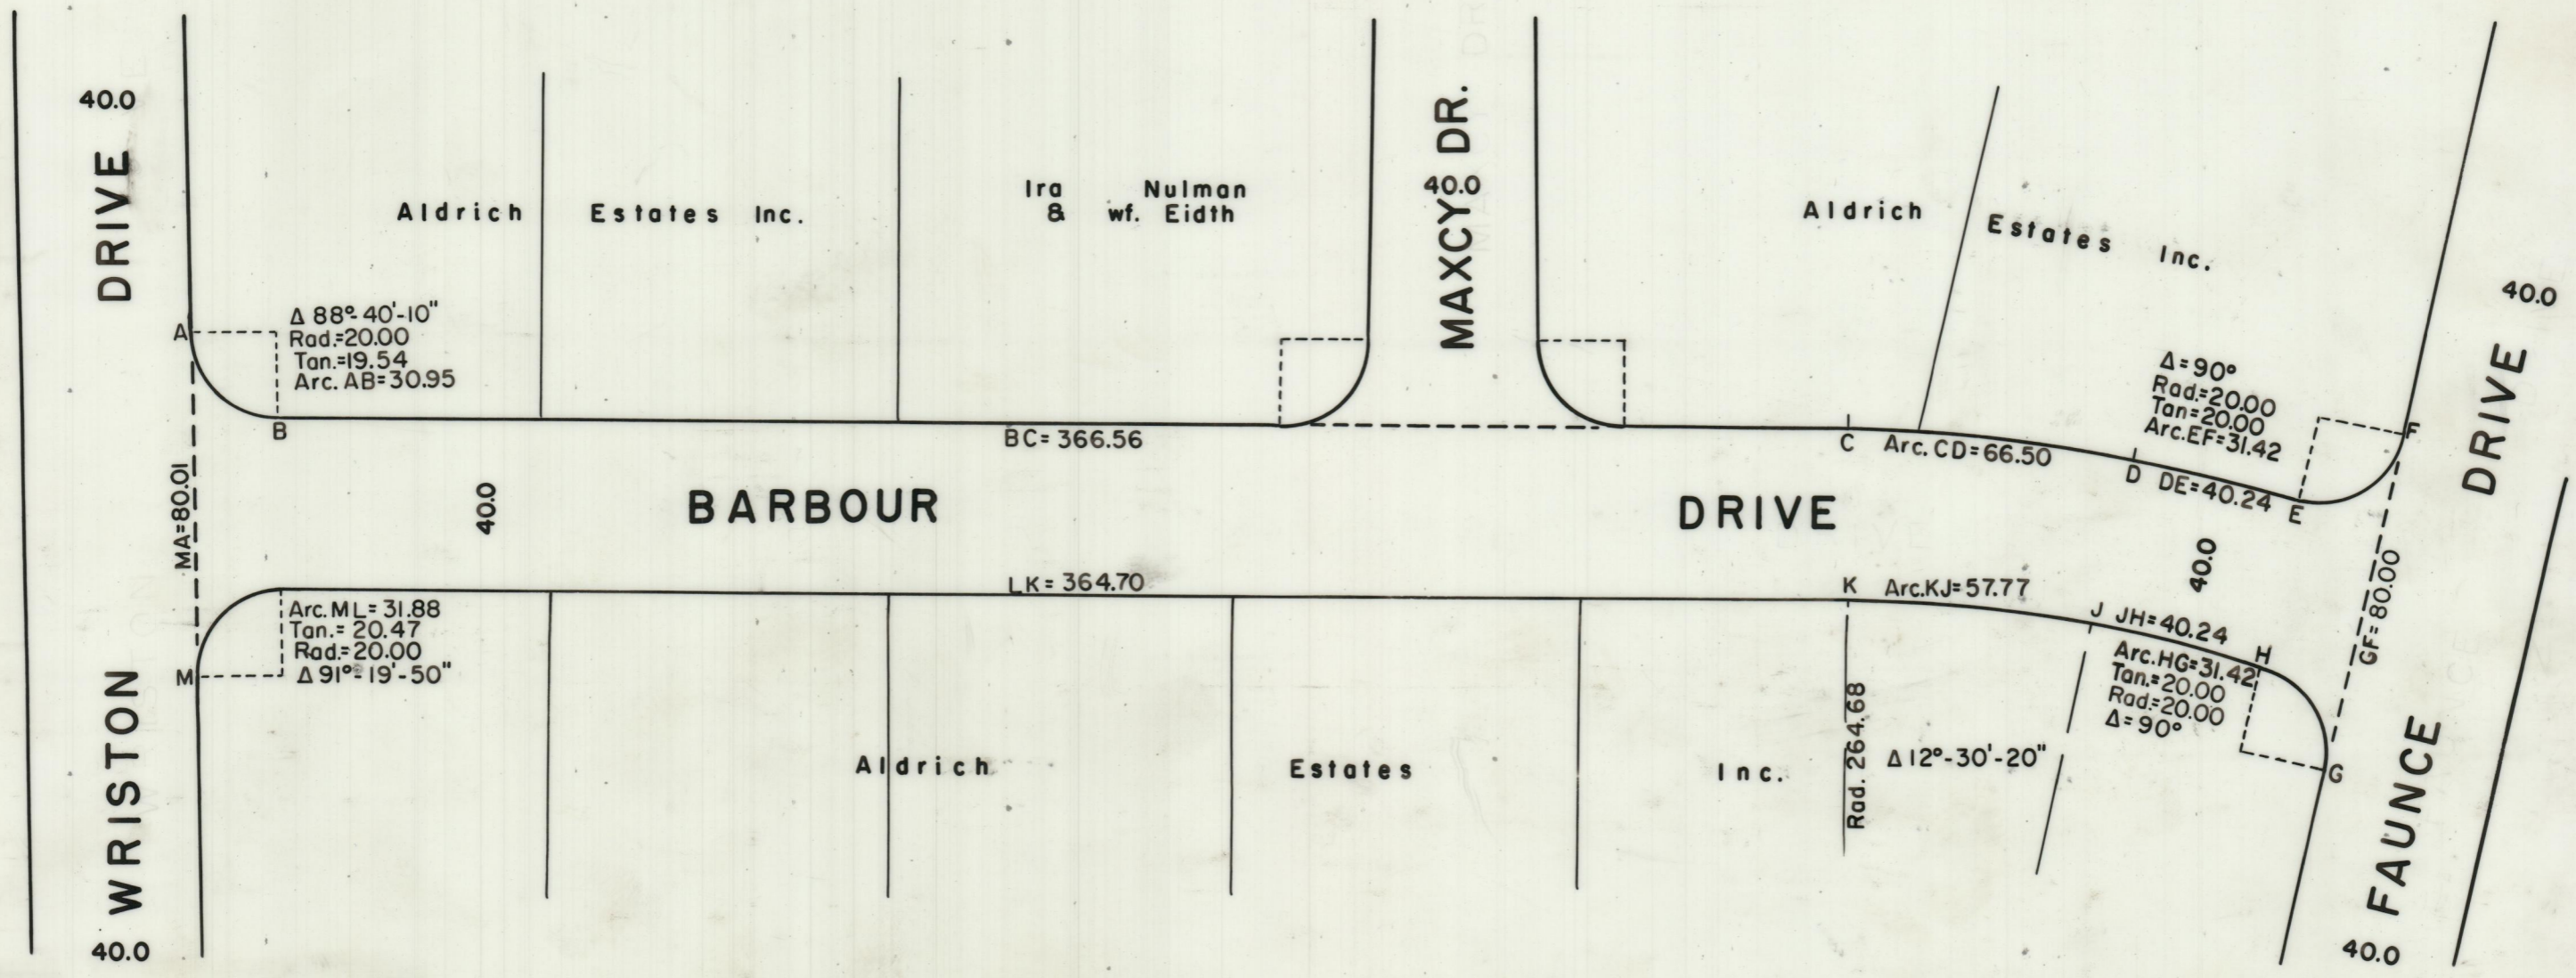 40.0
DRIVE
Aldrich
Estates Inc.
Ira Nulman
& wf. Eidth
MAXCY DR.
40.0
Aldrich
Estates Inc.
40.0
DRIVE
A
Δ 88°-40'-10"
Rad.=20.00
Tan.=19.54
Arc. AB=30.95
B
BC= 366.56
C
Arc. CD=66.50
D
DE=40.24
E
Δ=90°
Rad.=20.00
Tan=20.00
Arc.EF=31.42
F
MA=80.01
40.0
BARBOUR
DRIVE
40.0
GF=80.00
LK= 364.70
K
Arc.KJ=57.77
J
JH=40.24
H
Arc.HG=31.42
Tan.=20.00
Rad.=20.00
Δ=90°
G
Arc.ML=31.88
Tan.= 20.47
Rad.=20.00
Δ 91°-19'-50"
M
Rad. 264.68
Δ 12°-30'-20"
Aldrich
Estates
Inc.
WRISTON
40.0
FAUNCE
40.0